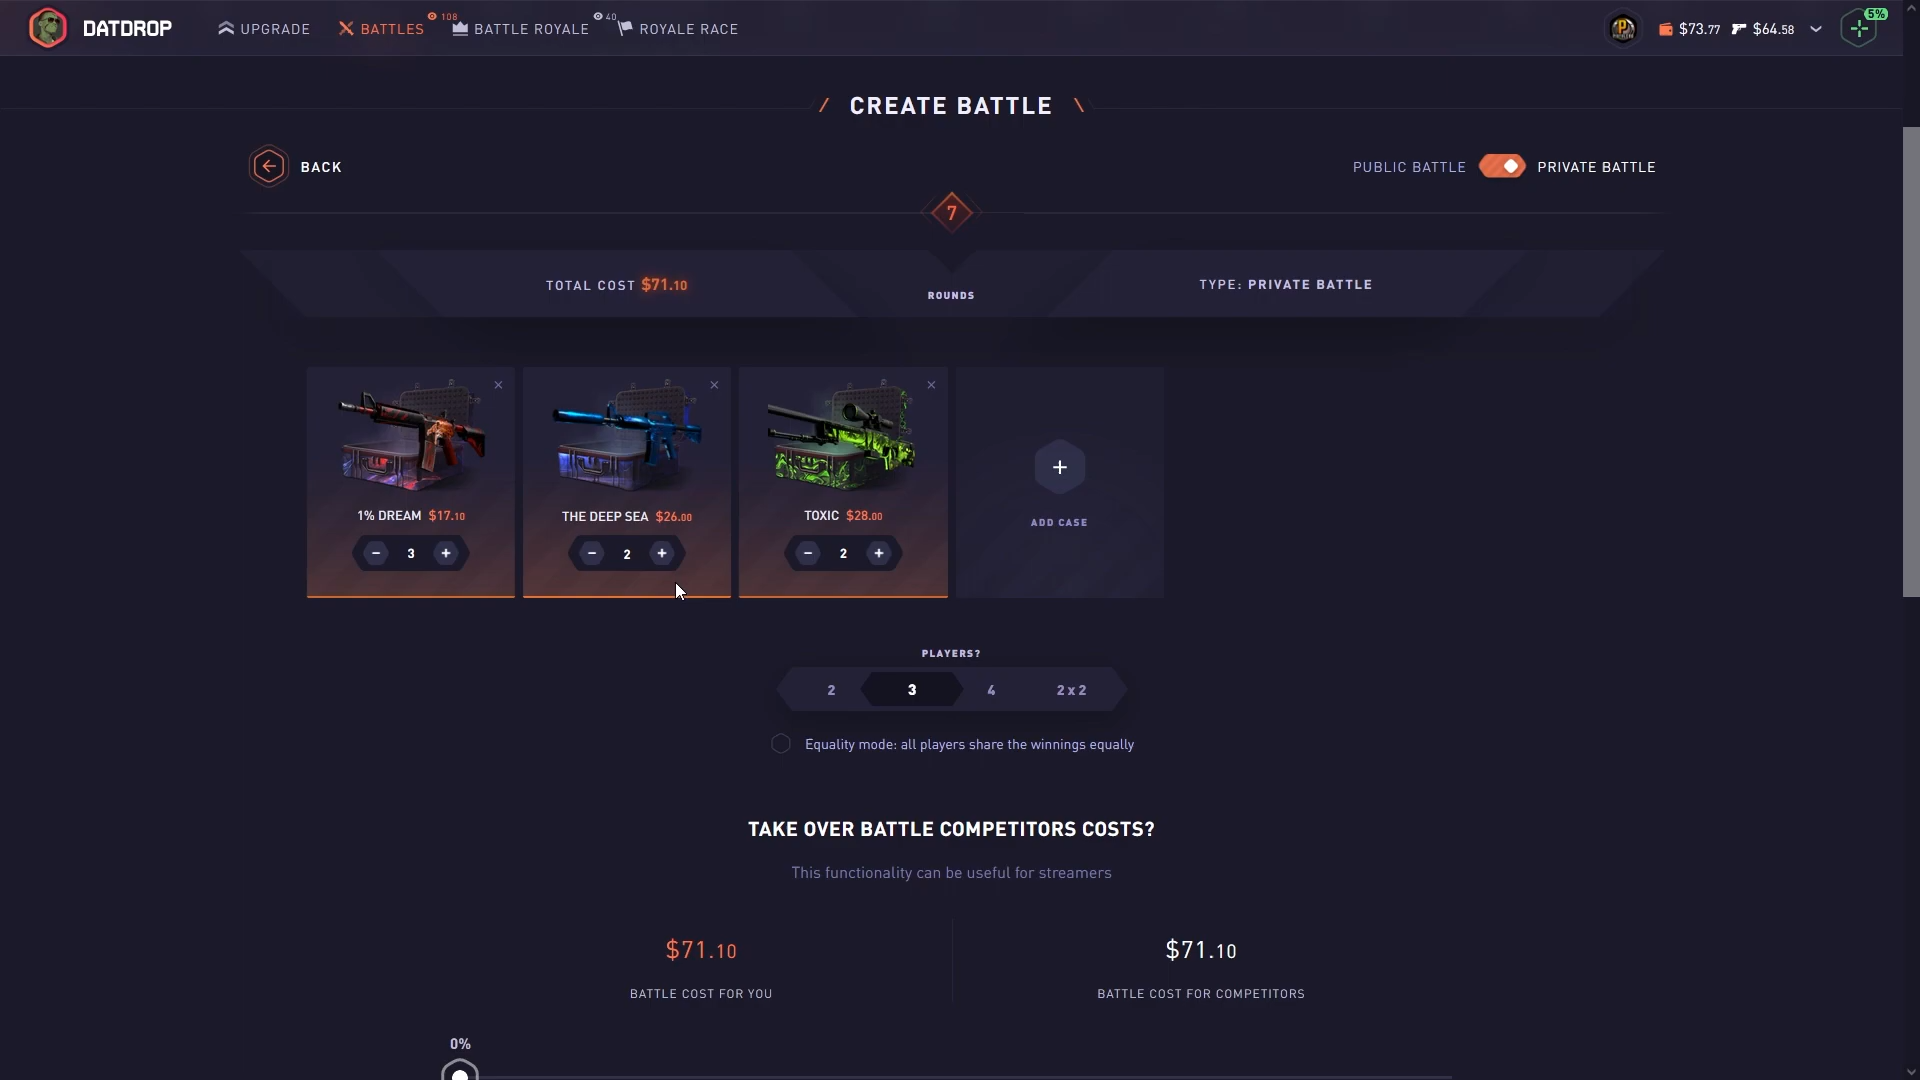 DATDROP
UPGRADE
BATTLES
108
BATTLE ROYALE
40
ROYALE RACE
$73.77
$64.58
5%
/ CREATE BATTLE \
BACK
PUBLIC BATTLE
PRIVATE BATTLE
7
TOTAL COST $71.10
ROUNDS
TYPE: PRIVATE BATTLE
1% DREAM $17.10
- 3 +
THE DEEP SEA $26.00
- 2 +
TOXIC $28.00
- 2 +
+
ADD CASE
PLAYERS?
2 3 4 2x2
Equality mode: all players share the winnings equally
TAKE OVER BATTLE COMPETITORS COSTS?
This functionality can be useful for streamers
$71.10
BATTLE COST FOR YOU
$71.10
BATTLE COST FOR COMPETITORS
0%